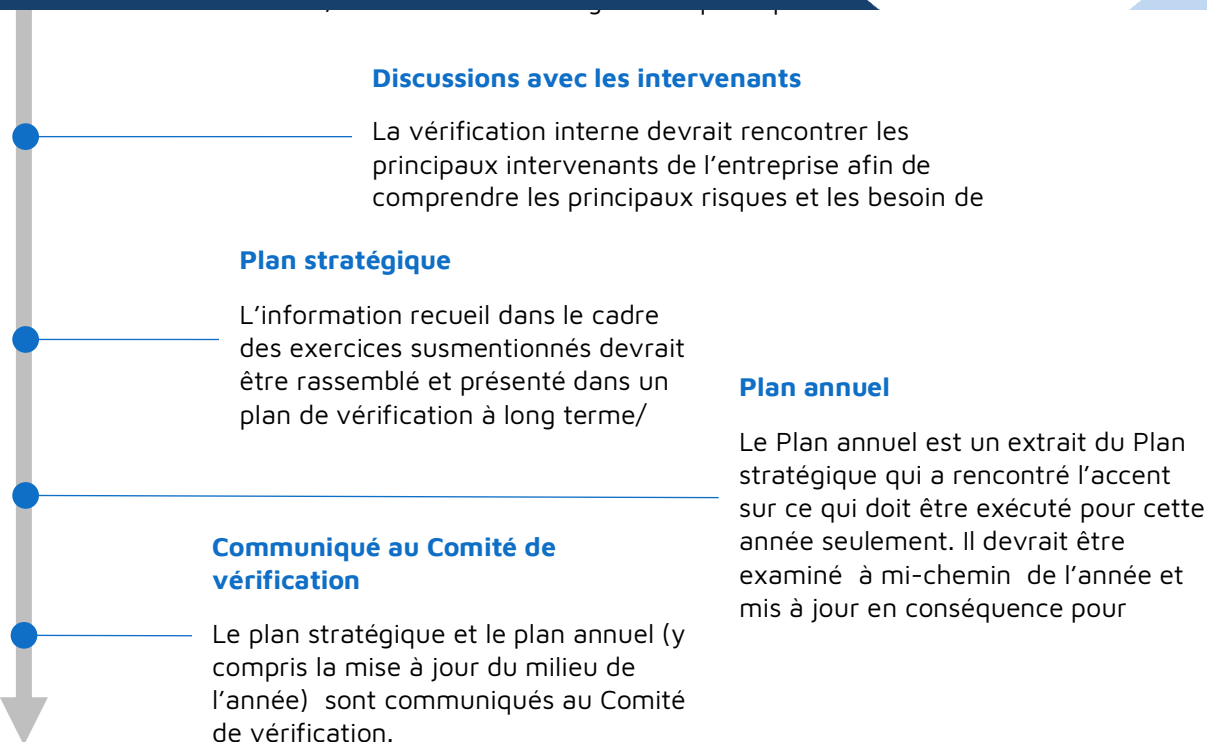 Discussions avec les intervenants
La vérification interne devrait rencontrer les
principaux intervenants de l’entreprise afin de
comprendre les principaux risques et les besoin de
Plan stratégique
L’information recueil dans le cadre
des exercices susmentionnés devrait
être rassemblé et présenté dans un
plan de vérification à long terme/
Plan annuel
Le Plan annuel est un extrait du Plan
stratégique qui a rencontré l’accent
sur ce qui doit être exécuté pour cette
année seulement. Il devrait être
examiné à mi-chemin de l’année et
mis à jour en conséquence pour
Communiqué au Comité de
vérification
Le plan stratégique et le plan annuel (y
compris la mise à jour du milieu de
l’année) sont communiqués au Comité
de vérification.